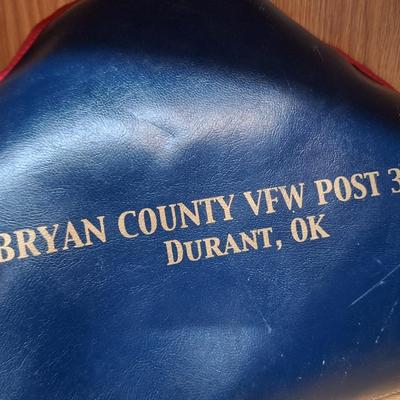 BRYAN COUNTY VFW POST 3
DURANT, OK